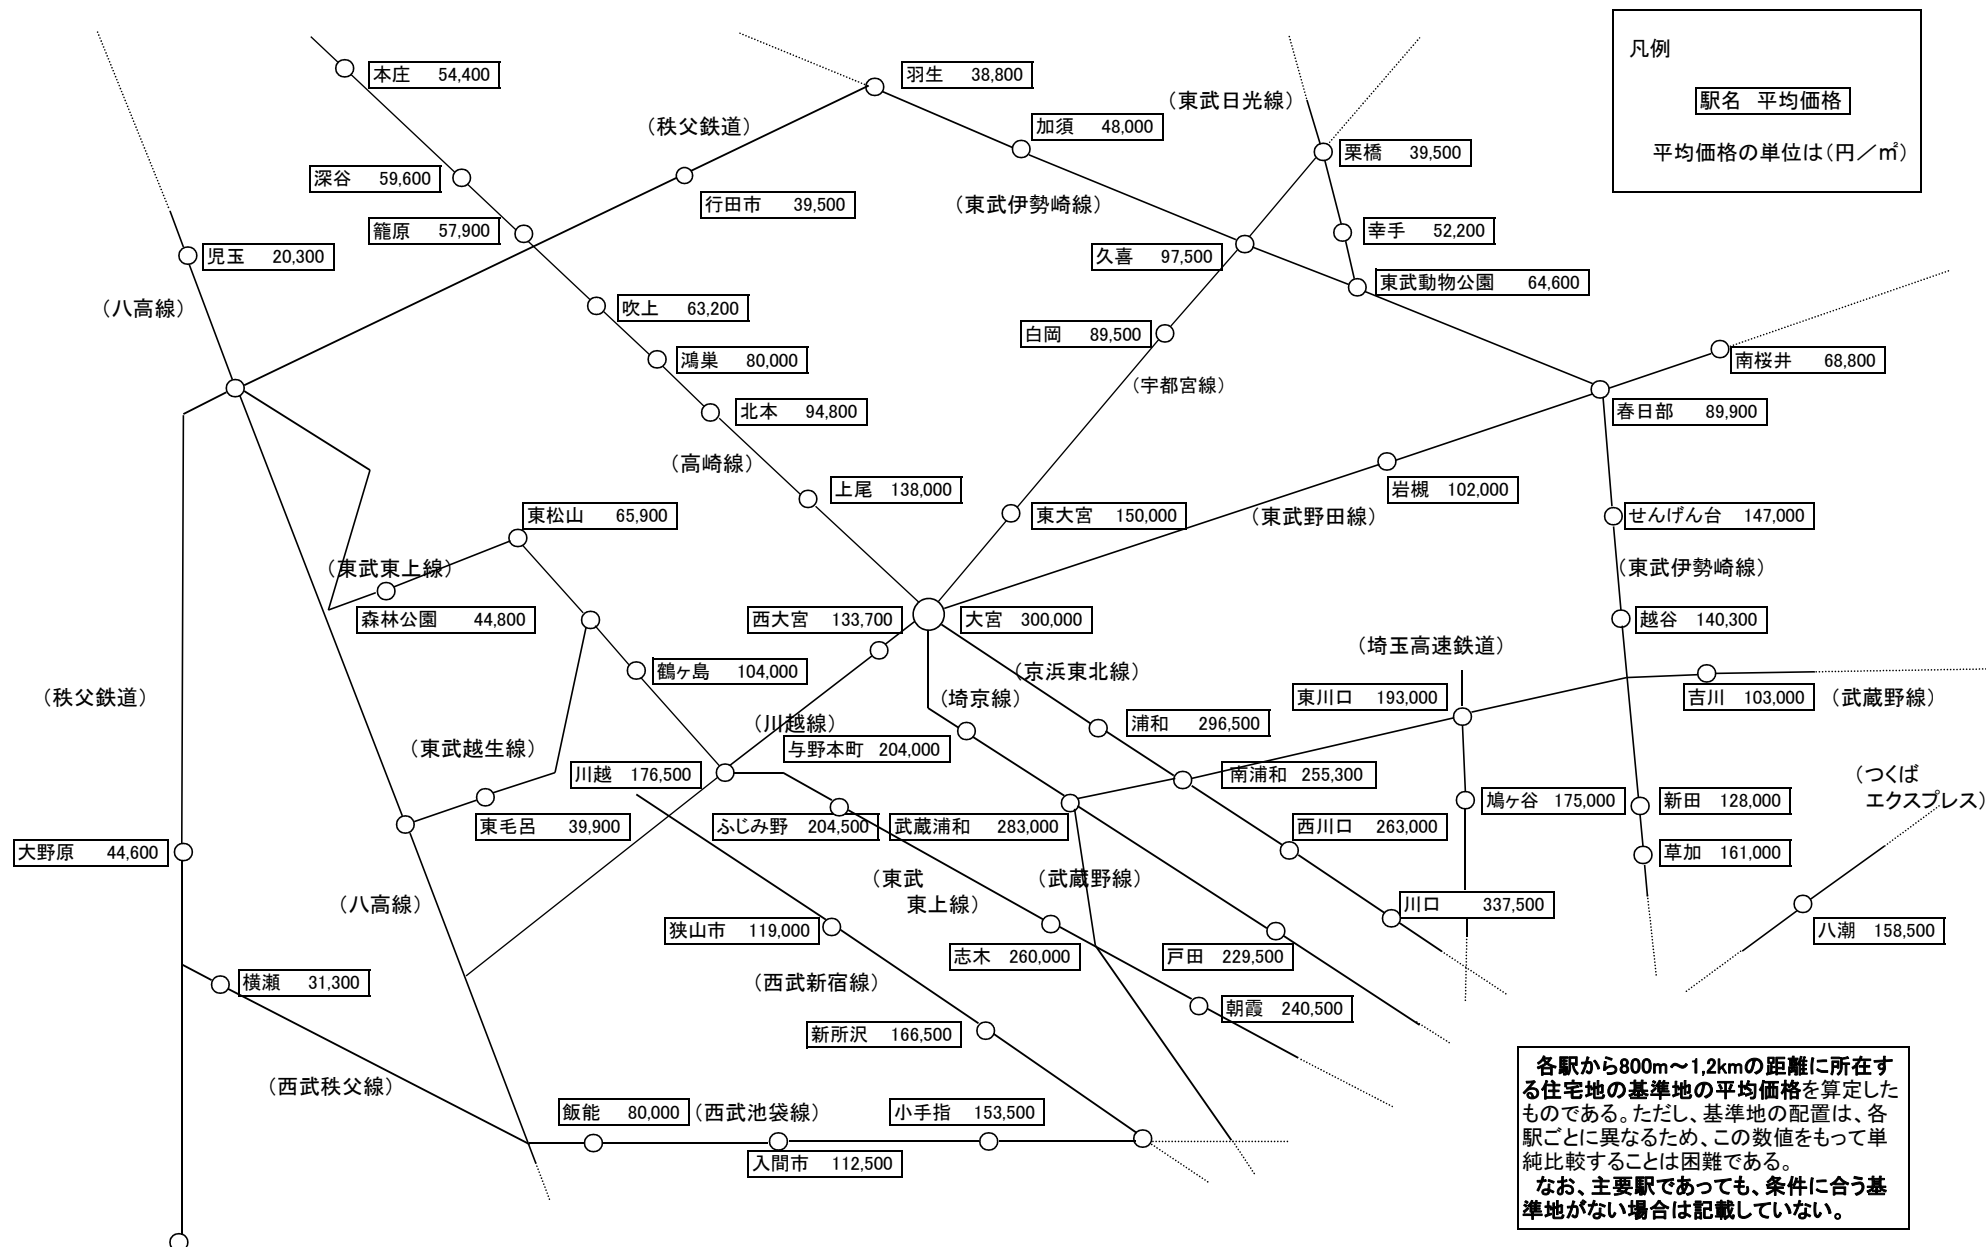 凡例
駅名 平均価格
平均価格の単位は(円/㎡)
本庄 54,400
羽生 38,800
(東武日光線)
(秩父鉄道)
加須 48,000
栗橋 39,500
深谷 59,600
行田市 39,500
(東武伊勢崎線)
籠原 57,900
幸手 52,200
児玉 20,300
久喜 97,500
東武動物公園 64,600
(八高線)
吹上 63,200
白岡 89,500
鴻巣 80,000
南桜井 68,800
(宇都宮線)
北本 94,800
春日部 89,900
(高崎線)
上尾 138,000
岩槻 102,000
東松山 65,900
東大宮 150,000
(東武野田線)
せんげん台 147,000
(東武東上線)
(東武伊勢崎線)
森林公園 44,800
西大宮 133,700
大宮 300,000
越谷 140,300
(埼玉高速鉄道)
鶴ヶ島 104,000
(京浜東北線)
(秩父鉄道)
(埼京線)
東川口 193,000
吉川 103,000
(武蔵野線)
(川越線)
浦和 296,500
(東武越生線)
与野本町 204,000
川越 176,500
南浦和 255,300
(つくば
エクスプレス)
鳩ヶ谷 175,000
新田 128,000
東毛呂 39,900
ふじみ野 204,500
武蔵浦和 283,000
西川口 263,000
大野原 44,600
草加 161,000
(東武
東上線)
(武蔵野線)
(八高線)
川口 337,500
狭山市 119,000
八潮 158,500
志木 260,000
戸田 229,500
横瀬 31,300
(西武新宿線)
朝霞 240,500
新所沢 166,500
(西武秩父線)
飯能 80,000
(西武池袋線)
小手指 153,500
入間市 112,500
各駅から800m~1,2kmの距離に所在す
る住宅地の基準地の平均価格を算定した
ものである。ただし、基準地の配置は、各
駅ごとに異なるため、この数値をもって単
純比較することは困難である。
なお、主要駅であっても、条件に合う基
準地がない場合は記載していない。